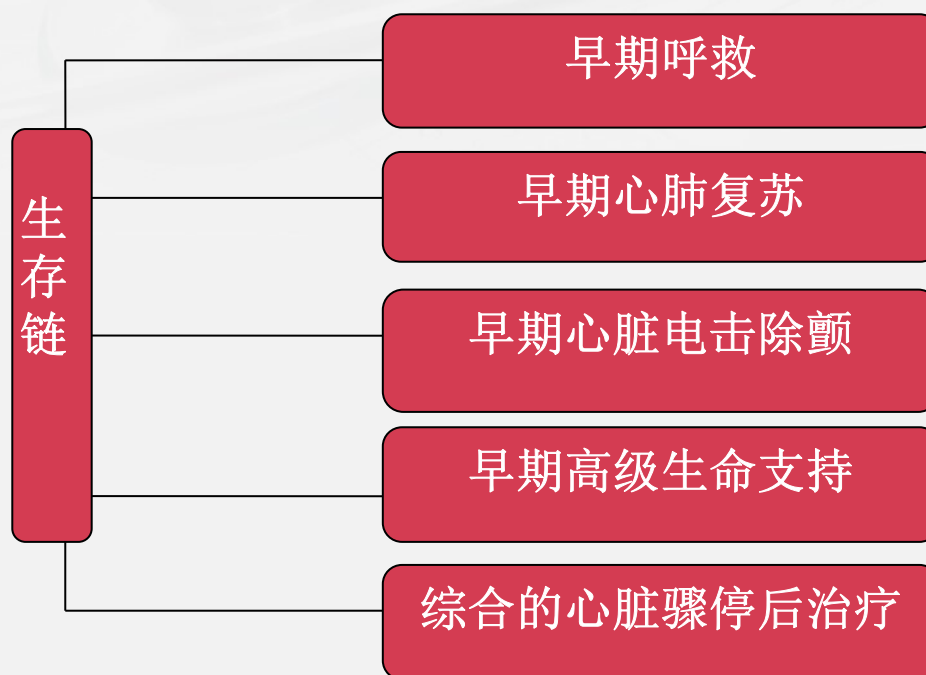 生存链
早期呼救
早期心肺复苏
早期心脏电击除颤
早期高级生命支持
综合的心脏骤停后治疗